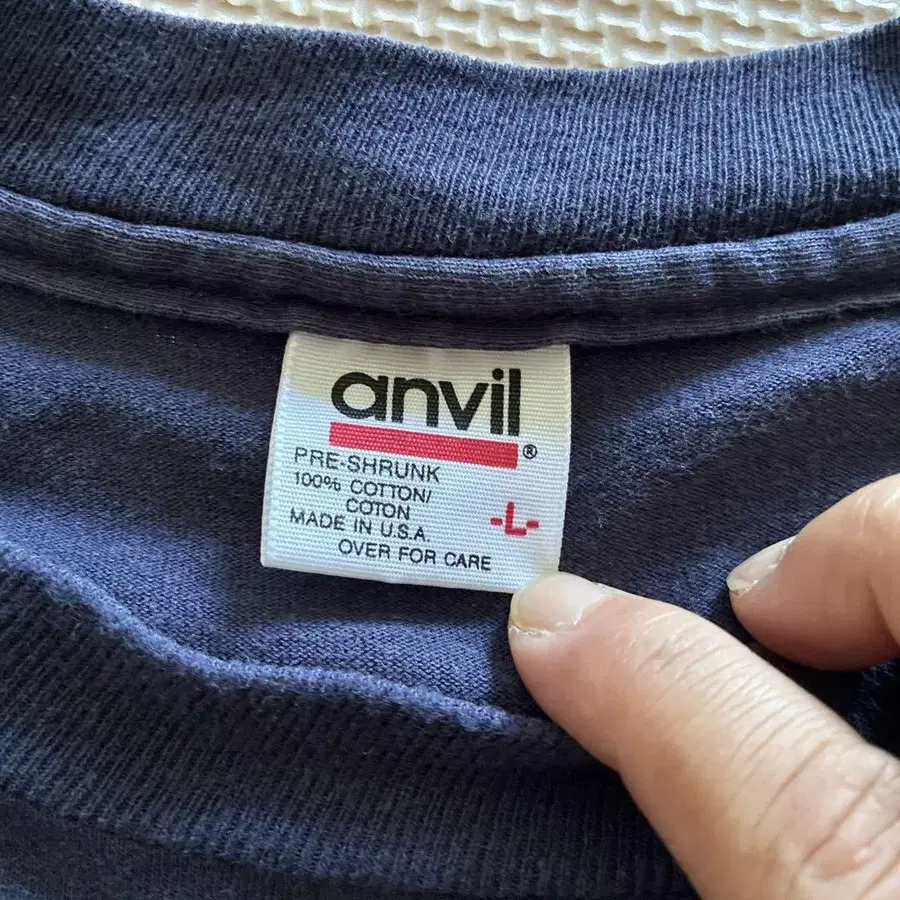 anvil®
PRE-SHRUNK
100% COTTON/
COTON
-L-
MADE IN U.S.A.
OVER FOR CARE